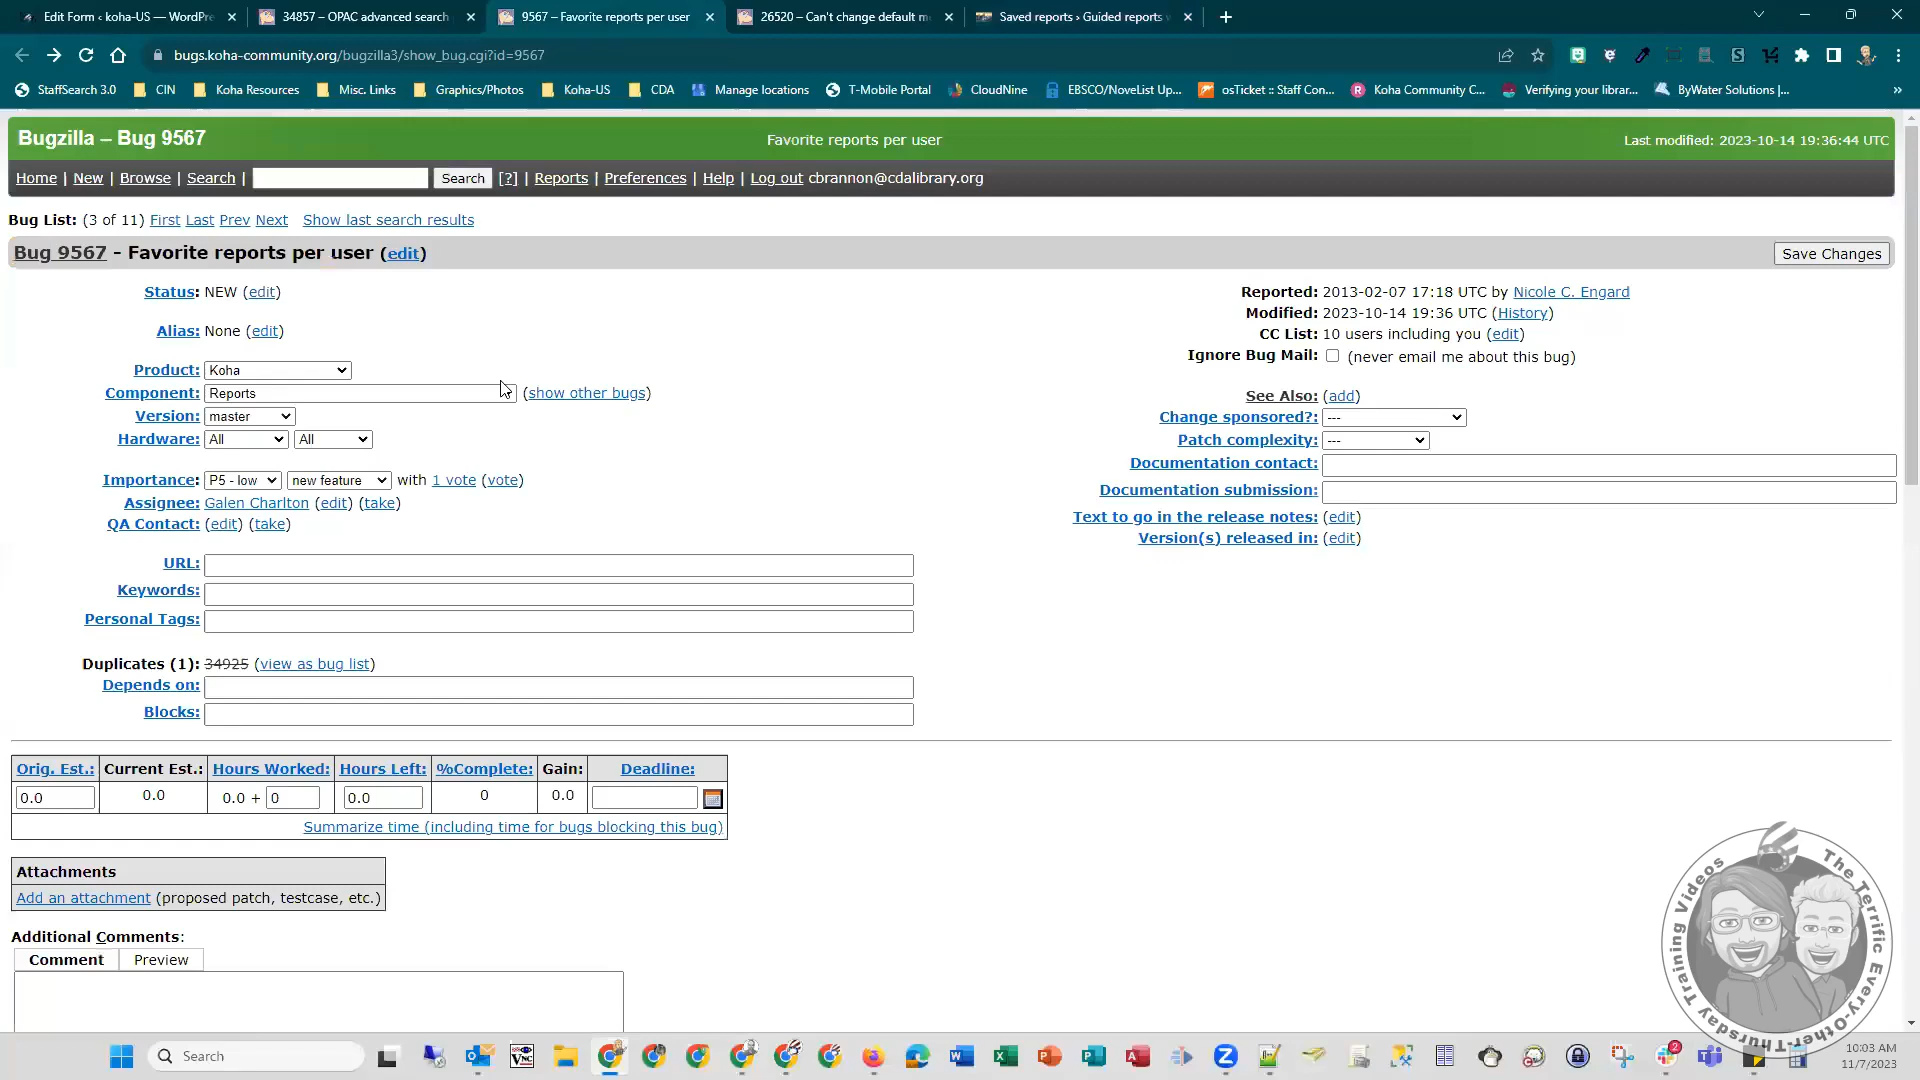 Edit Form ‹ koha-US — WordPre
34857 – OPAC advanced search
9567 – Favorite reports per user
26520 – Can't change default m
Saved reports › Guided reports
bugs.koha-community.org/bugzilla3/show_bug.cgi?id=9567
StaffSearch 3.0
CIN
Koha Resources
Misc. Links
Graphics/Photos
Koha-US
CDA
Manage locations
T-Mobile Portal
CloudNine
EBSCO/NoveList Up...
osTicket :: Staff Con...
Koha Community C...
Verifying your librar...
ByWater Solutions |...
Bugzilla – Bug 9567
Favorite reports per user
Last modified: 2023-10-14 19:36:44 UTC
Home | New | Browse | Search | Search [?] | Reports | Preferences | Help | Log out cbrannon@cdalibrary.org
Bug List: (3 of 11) First Last Prev Next Show last search results
Bug 9567 - Favorite reports per user (edit)
Save Changes
Status: NEW (edit)
Alias: None (edit)
Product: Koha
Component: Reports (show other bugs)
Version: master
Hardware: All All
Importance: P5 - low new feature with 1 vote (vote)
Assignee: Galen Charlton (edit) (take)
QA Contact: (edit) (take)
URL:
Keywords:
Personal Tags:
Duplicates (1): 34925 (view as bug list)
Depends on:
Blocks:
Reported: 2013-02-07 17:18 UTC by Nicole C. Engard
Modified: 2023-10-14 19:36 UTC (History)
CC List: 10 users including you (edit)
Ignore Bug Mail: (never email me about this bug)
See Also: (add)
Change sponsored?: ---
Patch complexity: ---
Documentation contact:
Documentation submission:
Text to go in the release notes: (edit)
Version(s) released in: (edit)
Orig. Est.: Current Est.: Hours Worked: Hours Left: %Complete: Gain: Deadline:
0.0 0.0 0.0 + 0 0.0 0 0.0
Summarize time (including time for bugs blocking this bug)
Attachments
Add an attachment (proposed patch, testcase, etc.)
Additional Comments:
Comment Preview
The Terrific Every-Other-Thursday Training Videos
Search
10:03 AM
11/7/2023